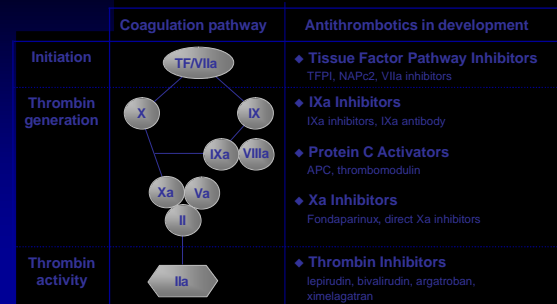 Coagulation pathway
Antithrombotics in development
Initiation
TF/VIIa
◆ Tissue Factor Pathway Inhibitors
TFPI, NAPc2, VIIa inhibitors
Thrombin
generation
X
IX
◆ IXa Inhibitors
IXa inhibitors, IXa antibody
IXa
VIIIa
◆ Protein C Activators
APC, thrombomodulin
Xa
Va
II
◆ Xa Inhibitors
Fondaparinux, direct Xa inhibitors
Thrombin
activity
IIa
◆ Thrombin Inhibitors
lepirudin, bivalirudin, argatroban,
ximelagatran